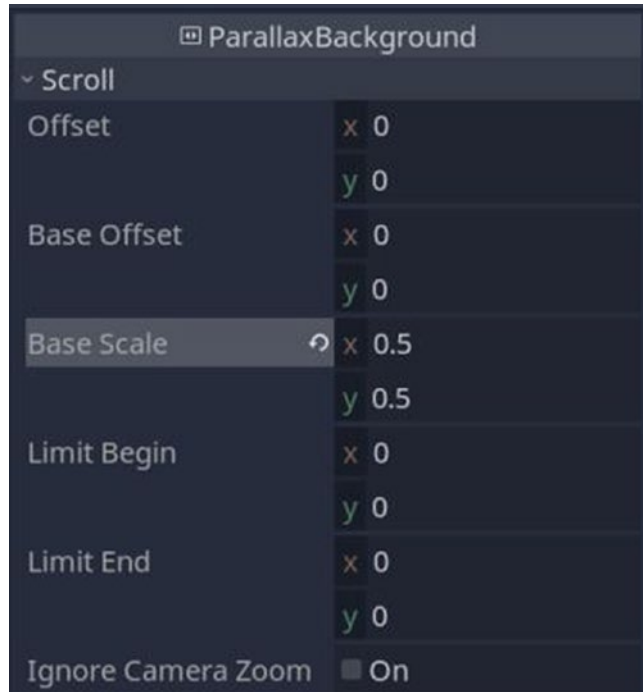 ParallaxBackground
Scroll
Offset x 0
y 0
Base Offset x 0
y 0
Base Scale x 0.5
y 0.5
Limit Begin x 0
y 0
Limit End x 0
y 0
Ignore Camera Zoom On